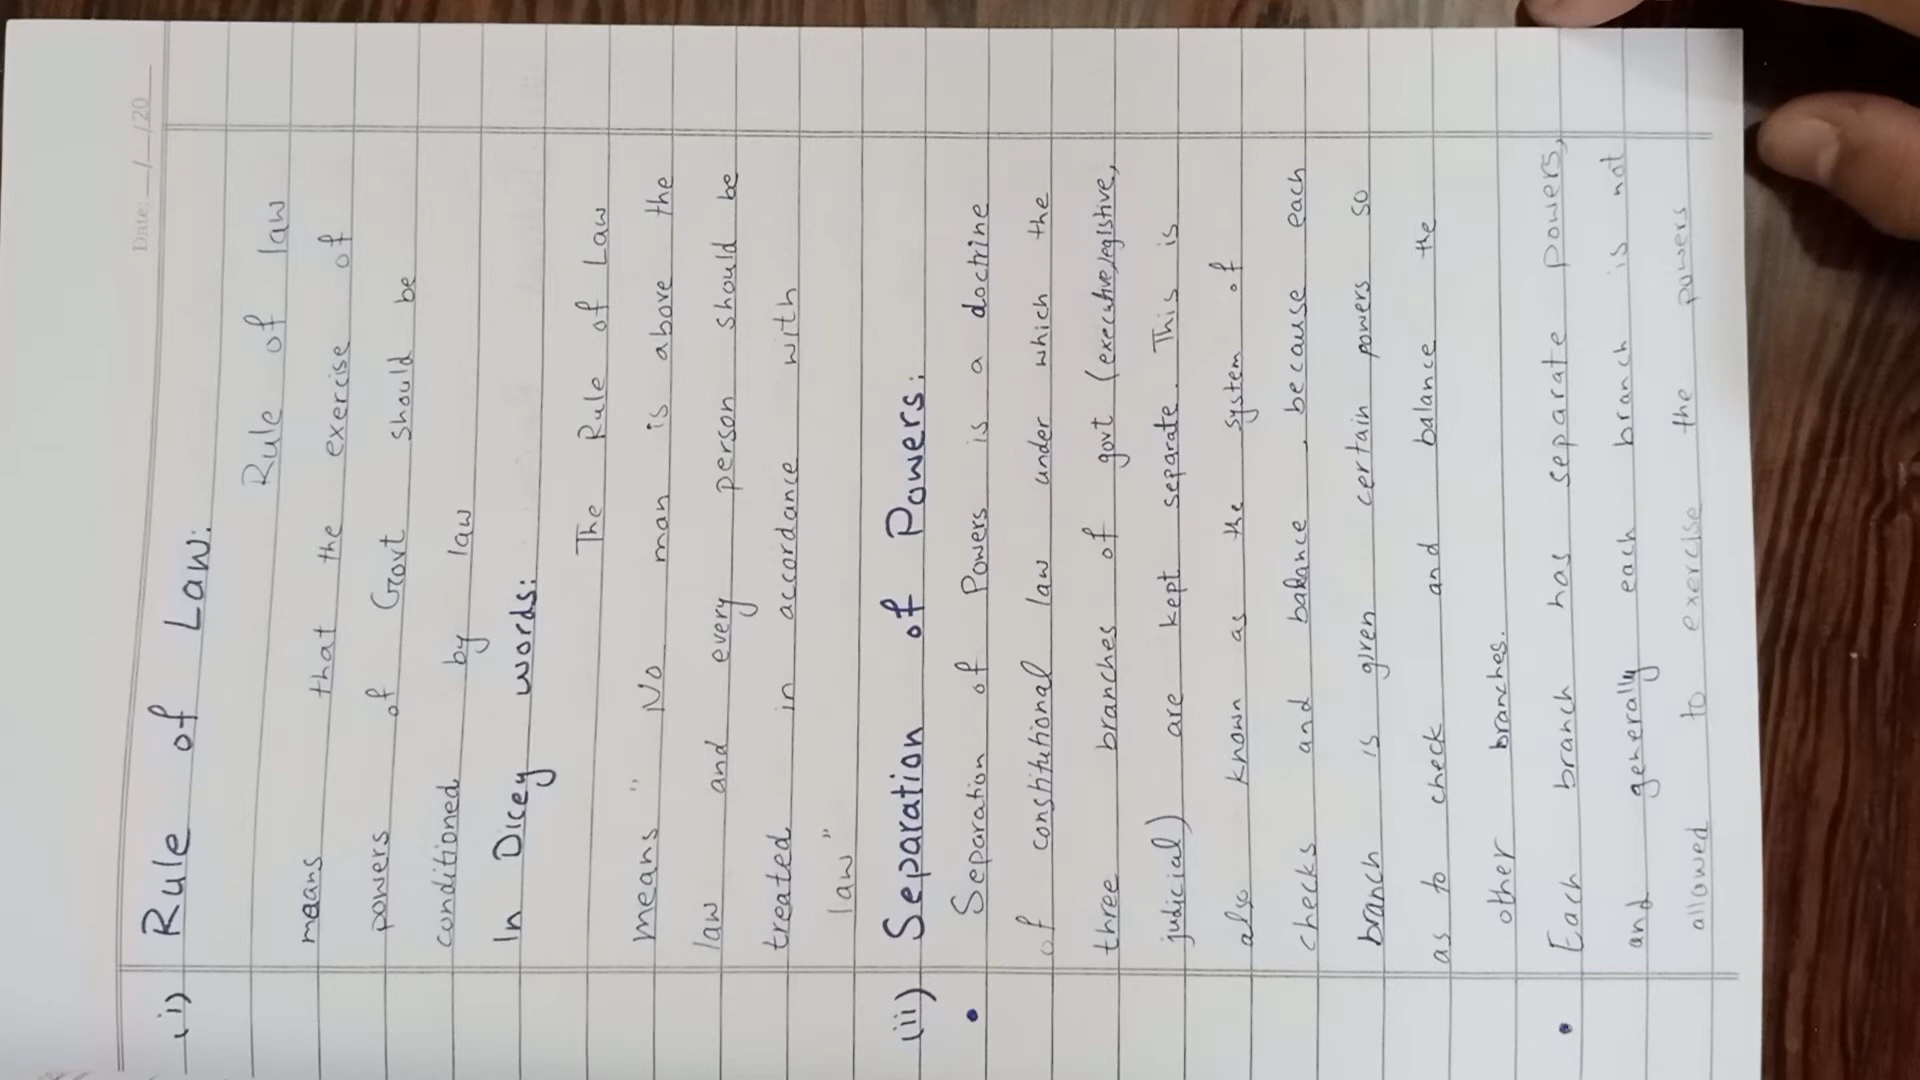 Date: __/__/20__
(i) Rule of Law:
Rule of law
means that the exercise of
powers of Govt should be
conditioned by law
In Dicey words:
The Rule of Law
means " No man is above the
law and every person should be
treated in accordance with
law"
(ii) Separation of Powers:
• Separation of Powers is a doctrine
of constitutional law under which the
three branches of govt (executive,legistive,
judicial) are kept separate. This is
also known as the system of
checks and balance, because each
branch is given certain powers so
as to check and balance the
other branches.
• Each branch has separate powers,
and generally each branch is not
allowed to exercise the powers